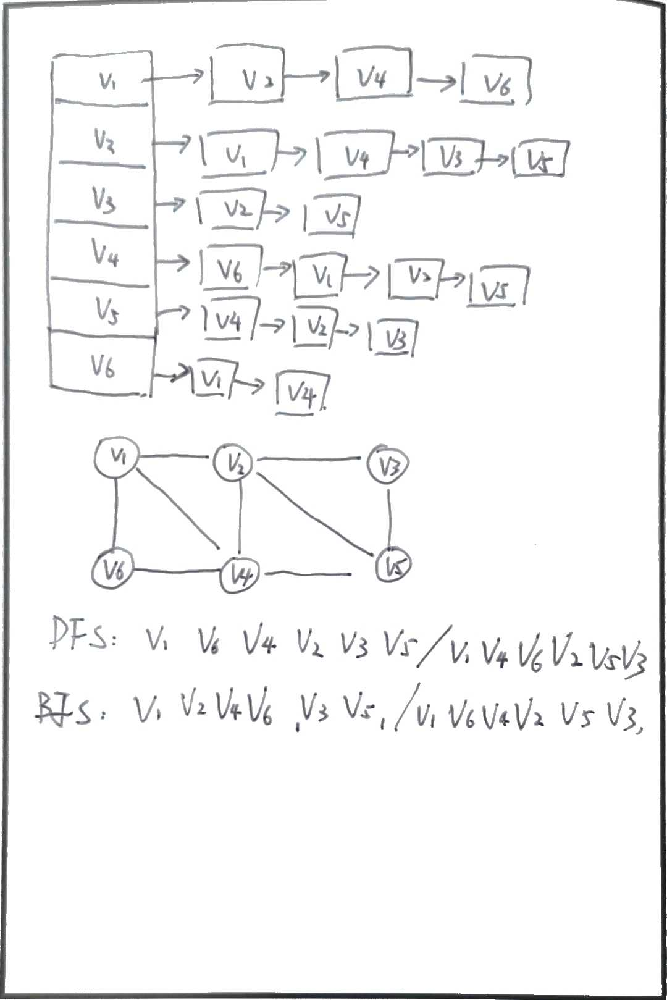 V1 → V2 → V4 → V6
V2 → V1 → V4 → V3 → V5
V3 → V2 → V5
V4 → V6 → V1 → V2 → V5
V5 → V4 → V2 → V3
V6 → V1 → V4
V1 V2 V3
V6 V4 V5
DFS: V1 V6 V4 V2 V3 V5 / V1 V4 V6 V2 V5 V3
BFS: V1 V2 V4 V6 , V3 V5, / V1 V6 V4 V2 V5 V3,